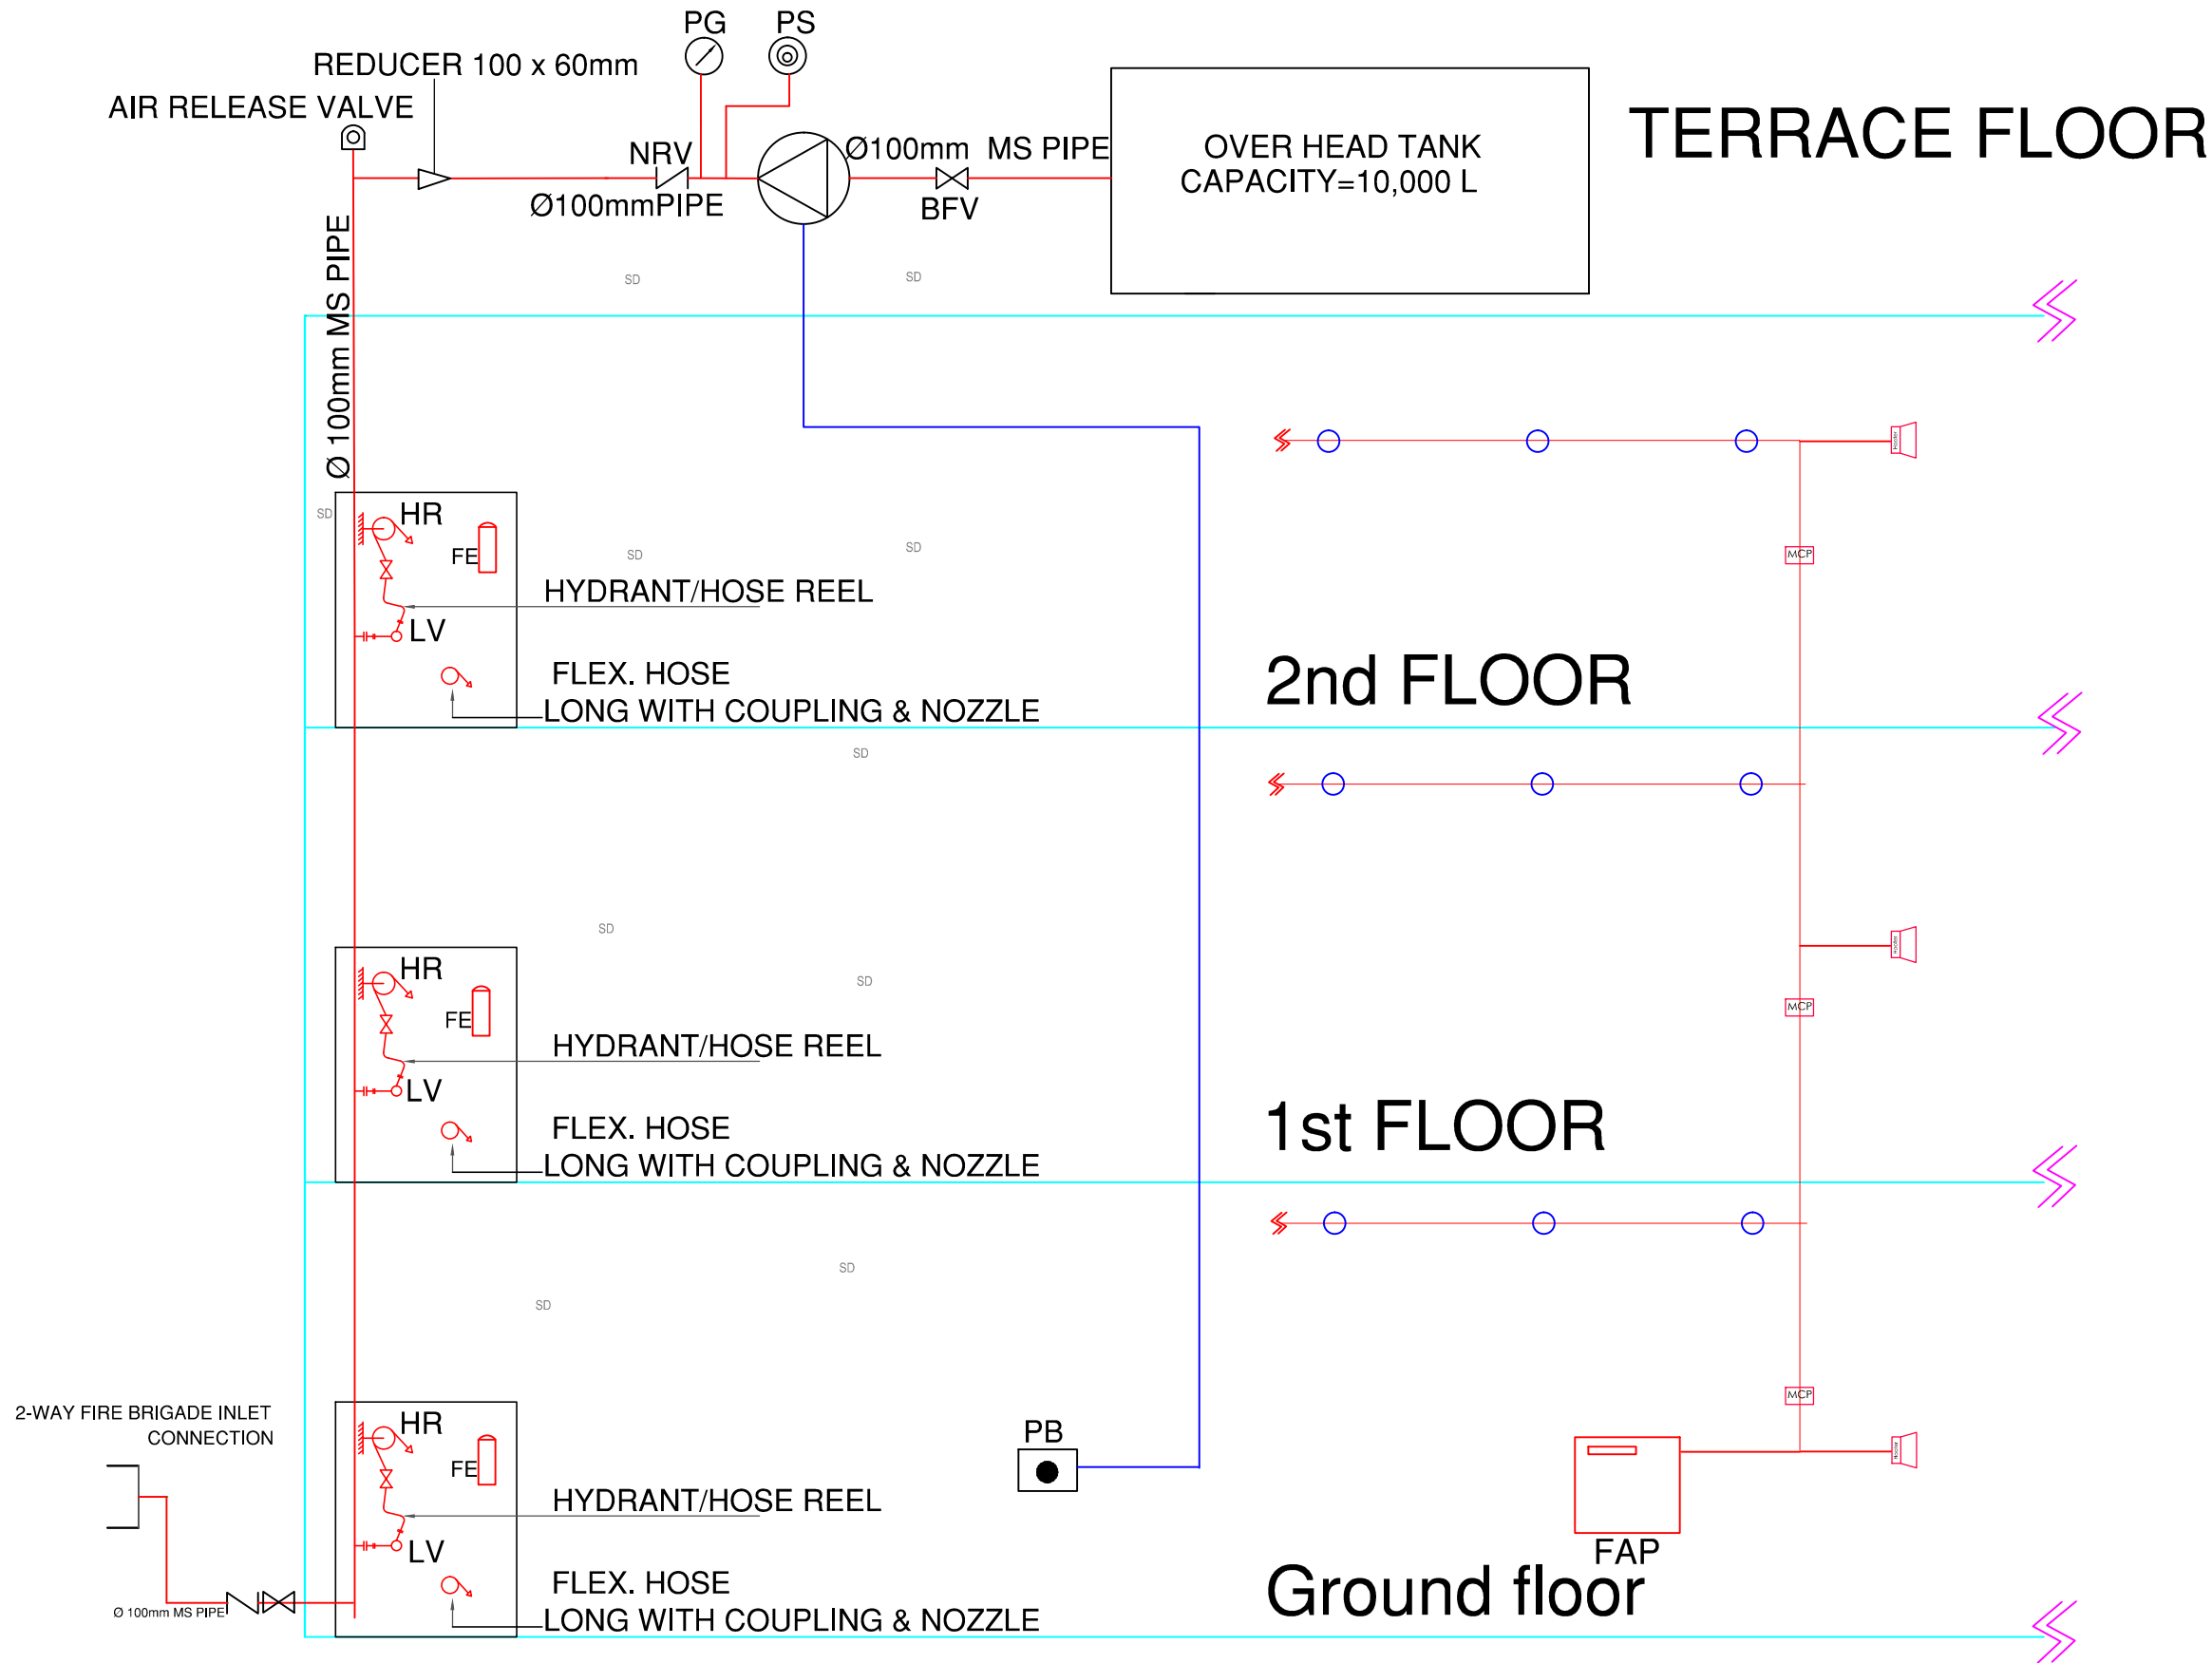 PG
PS
REDUCER 100 x 60mm
AIR RELEASE VALVE
TERRACE FLOOR
NRV
Ø100mm MS PIPE
OVER HEAD TANK
CAPACITY=10,000 L
Ø100mmPIPE
BFV
Ø 100mm MS PIPE
SD
SD
Hooter
SD
HR
FE
SD
SD
MCP
HYDRANT/HOSE REEL
LV
FLEX. HOSE
LONG WITH COUPLING & NOZZLE
2nd FLOOR
SD
SD
Hooter
HR
SD
FE
MCP
HYDRANT/HOSE REEL
LV
FLEX. HOSE
LONG WITH COUPLING & NOZZLE
1st FLOOR
SD
SD
MCP
2-WAY FIRE BRIGADE INLET
CONNECTION
HR
PB
Hooter
FE
HYDRANT/HOSE REEL
LV
FAP
FLEX. HOSE
LONG WITH COUPLING & NOZZLE
Ground floor
Ø 100mm MS PIPE